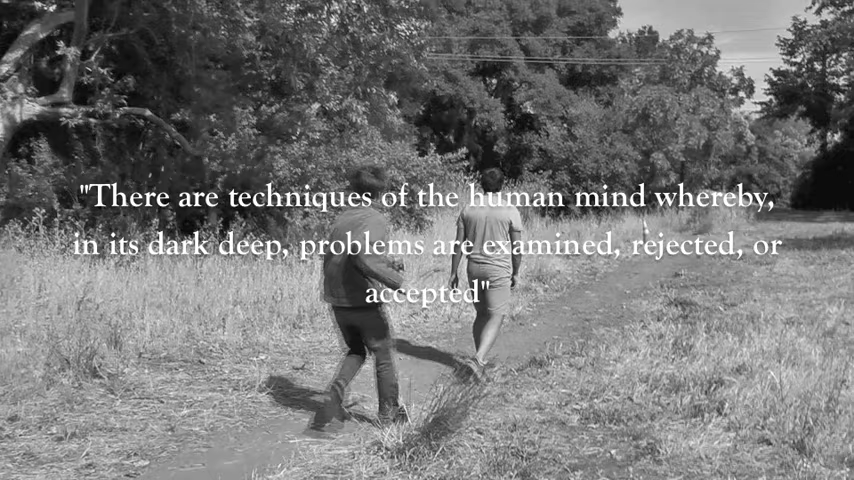 "There are techniques of the human mind whereby,
in its dark deep, problems are examined, rejected, or
accepted"